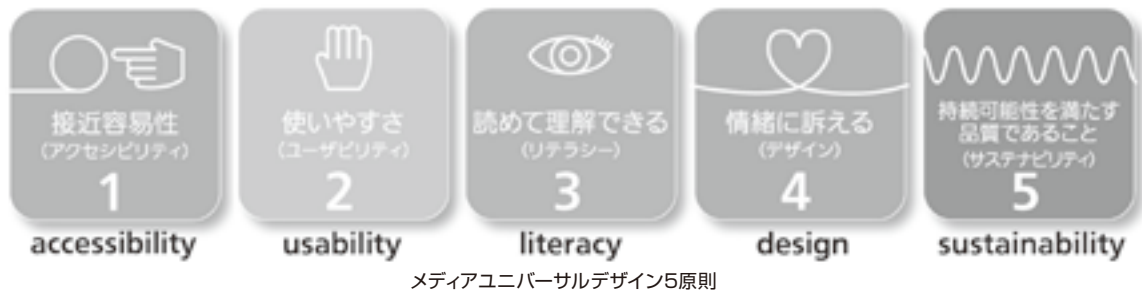 接近容易性
(アクセシビリティ)
1
accessibility
使いやすさ
(ユーザビリティ)
2
usability
読めて理解できる
(リテラシー)
3
literacy
情緒に訴える
(デザイン)
4
design
持続可能性を満たす
品質であること
(サステナビリティ)
5
sustainability
メディアユニバーサルデザイン5原則